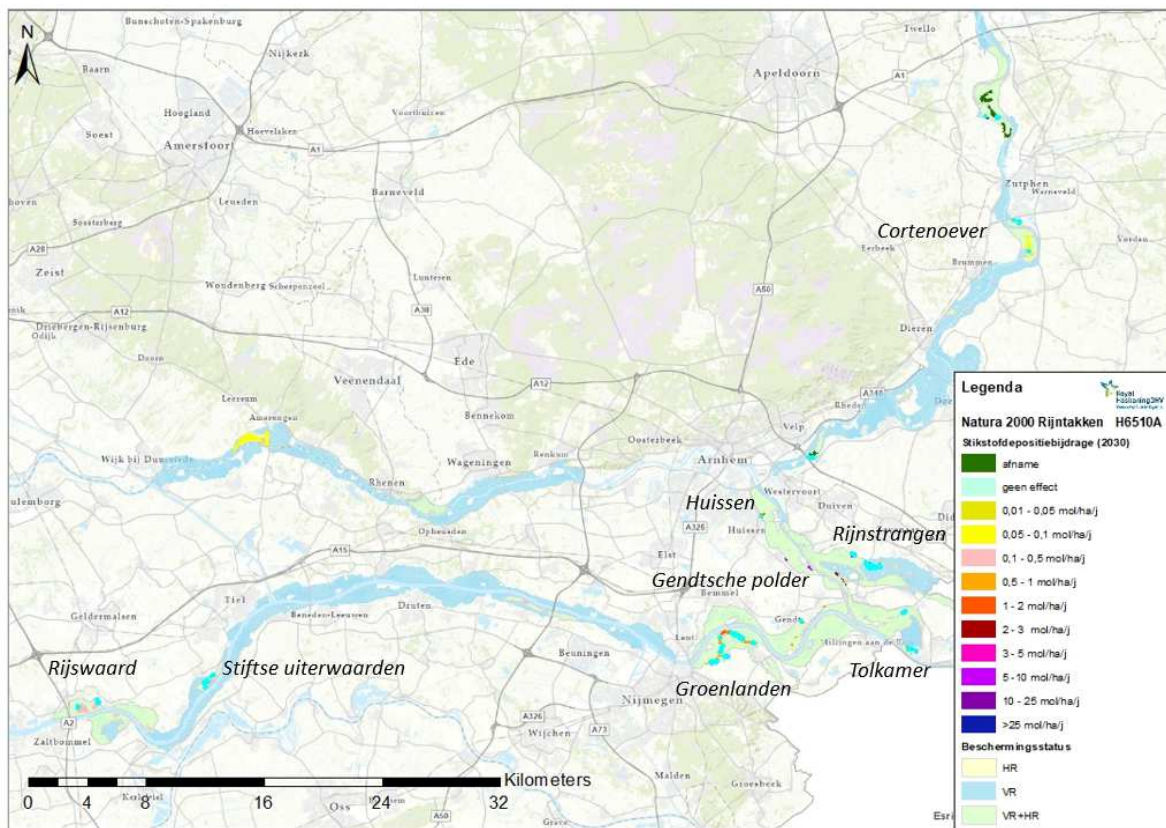 Bunschoten-Spakenburg
Twello
N
Nijkerk
Baarn
Apeldoorn
A1
Hoogland
Voorthuizen
Hoevelaken
Soest
Amersfoort
A1
Zutphen
Warnsveld
Barneveld
Leusden
Soesterberg
Cortenoever
A28
Eerbeek
Vorden
Zeist
Lunteren
Brummen
Woudenberg
Scherpenzeel
A50
A12
A30
Driebergen-Rijsenburg
Odijk
Dieren
Doorn
Ede
Veenendaal
A12
Leersum
Bennekom
A348
Rheden
Amerongen
Velp
Oosterbeek
Wijk bij Duurstede
Wageningen
Renkum
Arnhem
Rhenen
Westervoort
Huissen
Duiven
Opheusden
A326
Huissen
Rijnstrangen
Elst
A15
Gendtsche polder
Bemmel
Tiel
Geldermalsen
Beneden-Leeuwen
Druten
Gendt
Lent
Millingen aan de
Rijswaard
Stiftse uiterwaarden
Beuningen
Tolkamer
Groenlanden
Nijmegen
A2
Zaltbommel
A326
Wijchen
A73
Kilometers
Malden
Groesbeek
0 4 8 16 24 32
Oss
A50
Grave
Esri
Legenda
Royal
HaskoningDHV
Natura 2000 Rijntakken H6510A
Stikstofdepositiebijdrage (2030)
afname
geen effect
0,01 - 0,05 mol/ha/j
0,05 - 0,1 mol/ha/j
0,1 - 0,5 mol/ha/j
0,5 - 1 mol/ha/j
1 - 2 mol/ha/j
2 - 3 mol/ha/j
3 - 5 mol/ha/j
5 - 10 mol/ha/j
10 - 25 mol/ha/j
>25 mol/ha/j
Beschermingsstatus
HR
VR
VR+HR